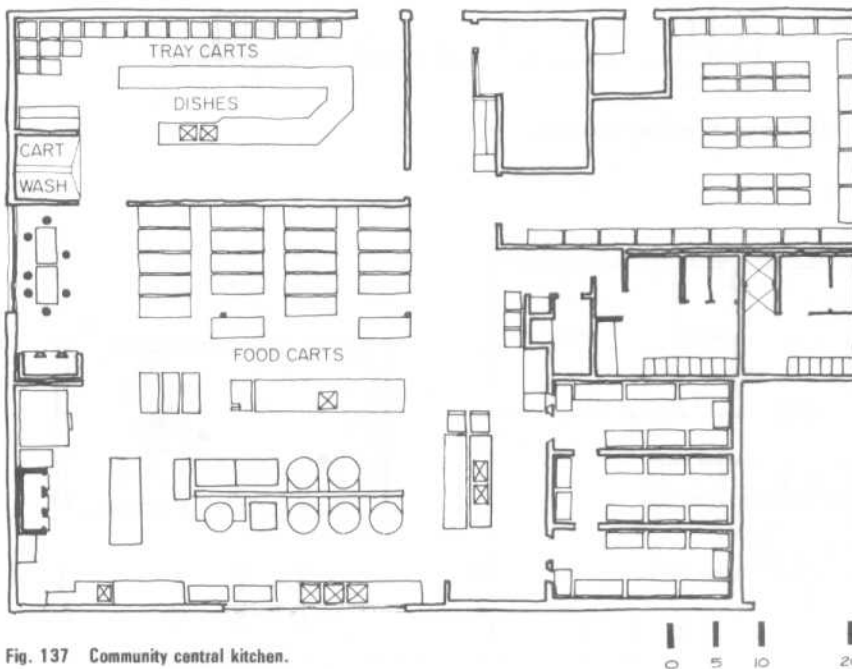 TRAY CARTS
DISHES
CART
WASH
FOOD CARTS
0 5 10
Fig. 137 Community central kitchen.